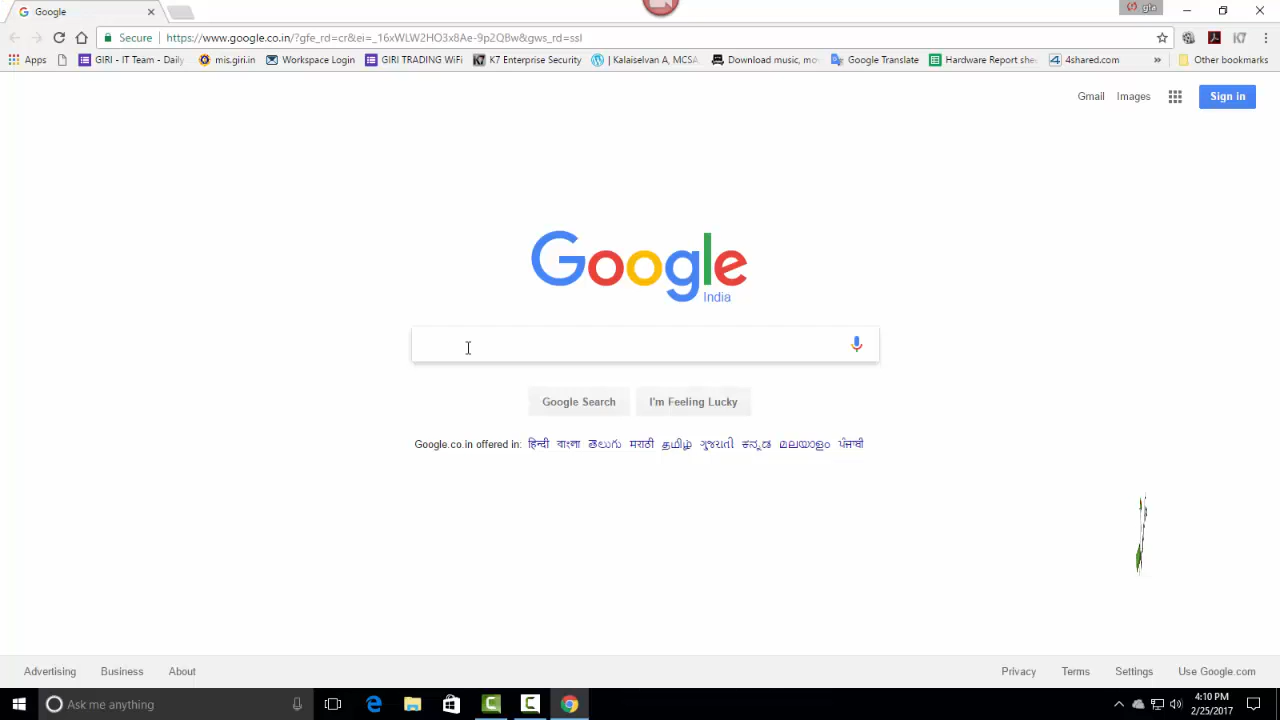 Google
gfa
Secure https://www.google.co.in/?gfe_rd=cr&ei=_16xWLW2HO3x8Ae-9p2Q8w&gws_rd=ssl
Apps GIRI - IT Team - Daily mis.giri.in Workspace Login GIRI TRADING WiFi K7 Enterprise Security | Kalaiselvan A, MCSA, Download music, mo Google Translate Hardware Report she 4shared.com » Other bookmarks
Gmail Images Sign in
Google
India
Google Search I'm Feeling Lucky
Google.co.in offered in: हिन्दी বাংলা తెలుగు मराठी தமிழ் ગુજરાતી ಕನ್ನಡ മലയാളം ਪੰਜਾਬੀ
Advertising Business About Privacy Terms Settings Use Google.com
Ask me anything
4:10 PM
2/25/2017